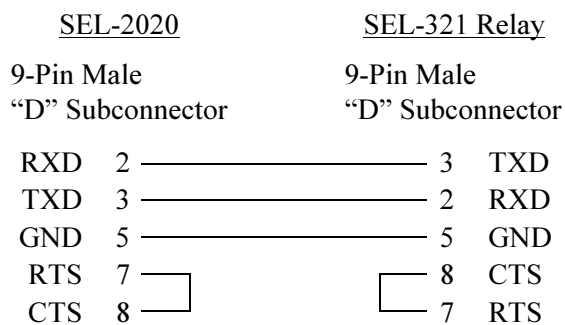 SEL-2020 SEL-321 Relay
9-Pin Male 9-Pin Male
“D” Subconnector “D” Subconnector
RXD 2 3 TXD
TXD 3 2 RXD
GND 5 5 GND
RTS 7 8 CTS
CTS 8 7 RTS